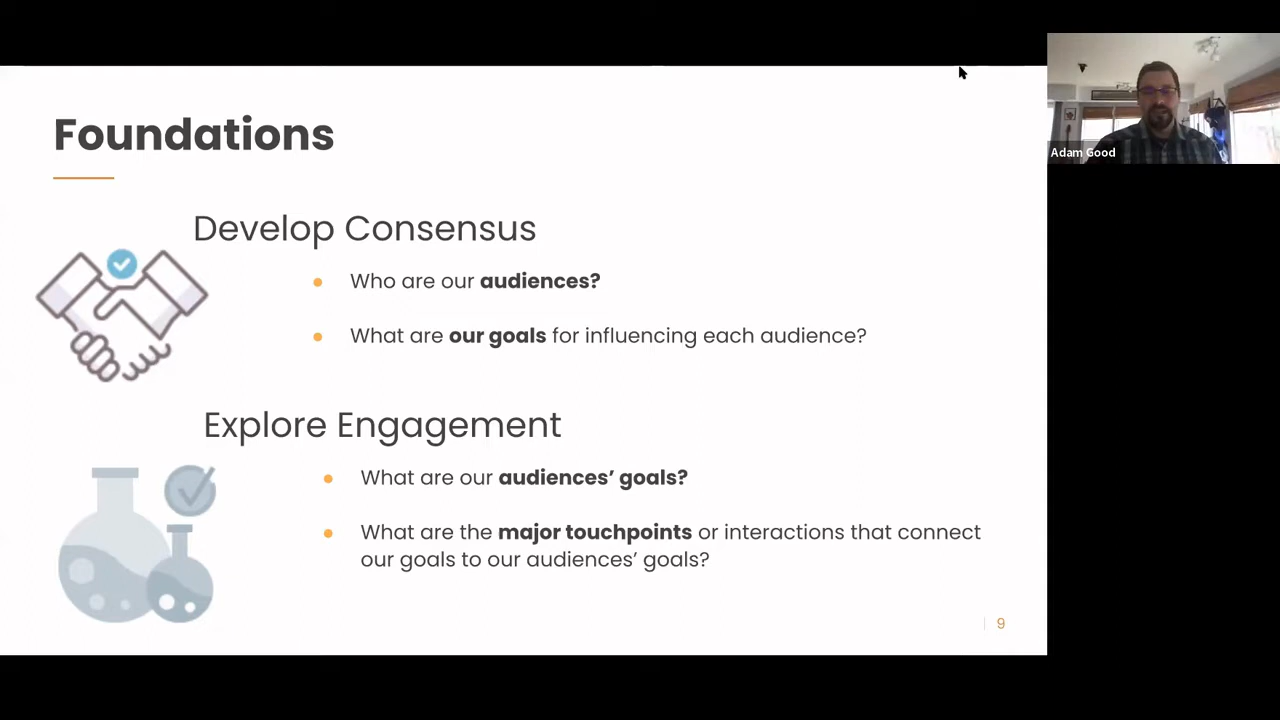 Foundations
Develop Consensus
• Who are our audiences?
• What are our goals for influencing each audience?
Explore Engagement
• What are our audiences’ goals?
• What are the major touchpoints or interactions that connect
our goals to our audiences’ goals?
9
Adam Good